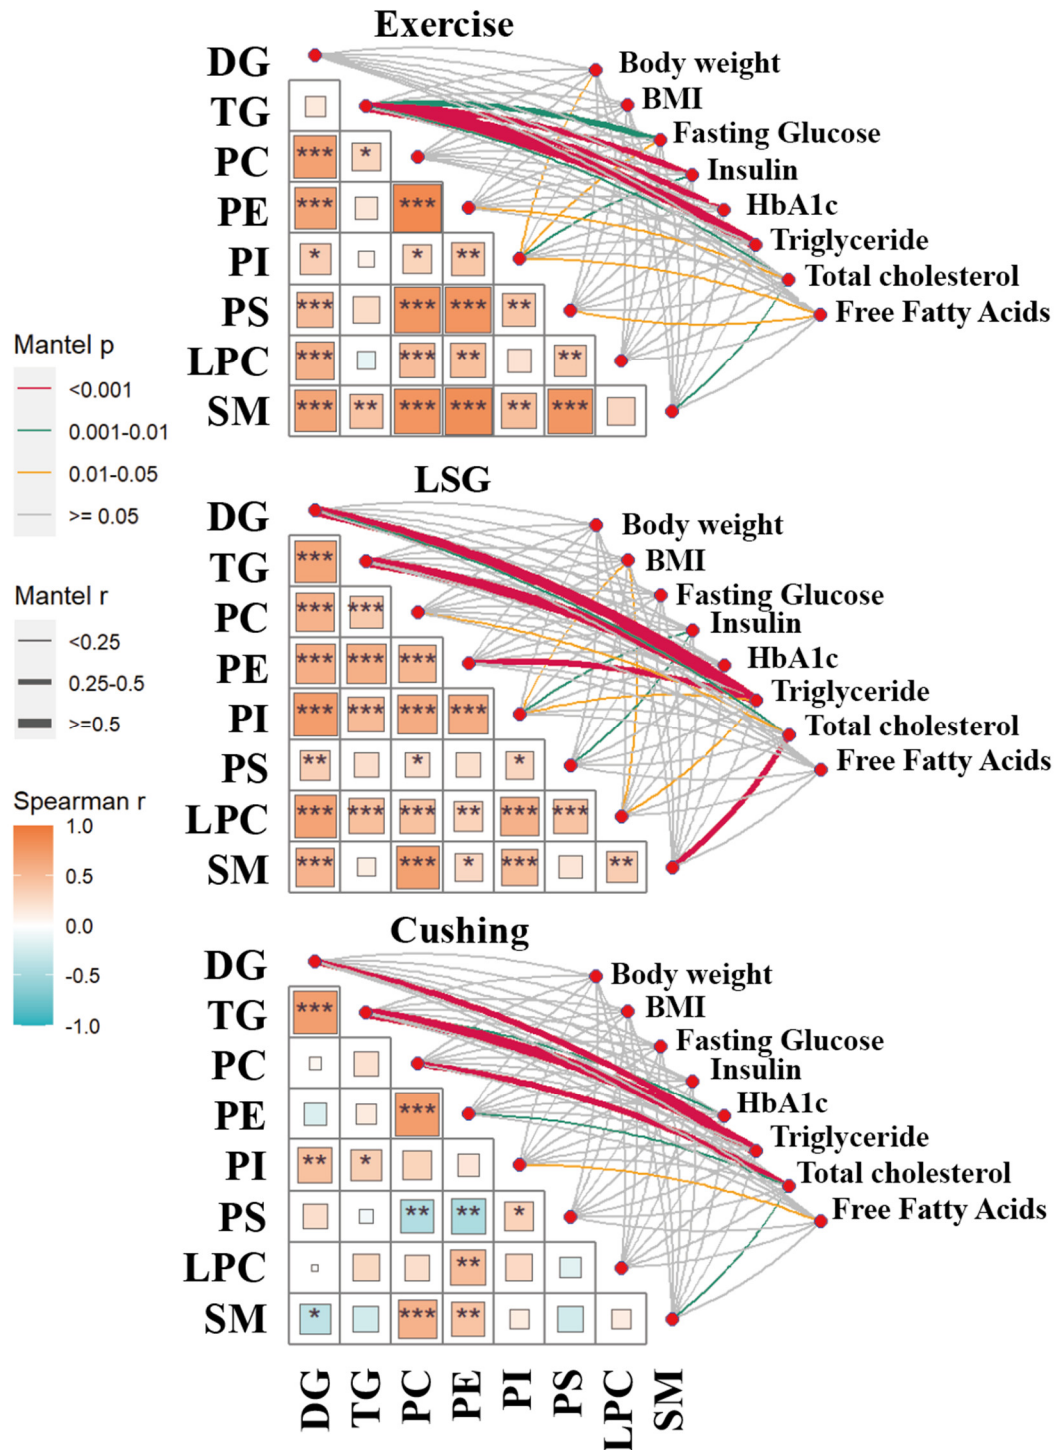 Exercise
DG
TG
PC
PE
PI
PS
LPC
SM
*** *
*** ***
* * **
*** *** *** **
*** *** ** **
*** ** *** *** ** ***
Body weight
BMI
Fasting Glucose
Insulin
HbA1c
Triglyceride
Total cholesterol
Free Fatty Acids
Mantel p
<0.001
0.001-0.01
0.01-0.05
>= 0.05
Mantel r
<0.25
0.25-0.5
>=0.5
Spearman r
1.0
0.5
0.0
-0.5
-1.0
LSG
DG
TG
PC
PE
PI
PS
LPC
SM
***
*** ***
*** *** ***
*** *** *** ***
** * *
*** *** *** ** *** ***
*** *** * *** **
Body weight
BMI
Fasting Glucose
Insulin
HbA1c
Triglyceride
Total cholesterol
Free Fatty Acids
Cushing
DG
TG
PC
PE
PI
PS
LPC
SM
***
***
** *
** ** *
**
* *** **
Body weight
BMI
Fasting Glucose
Insulin
HbA1c
Triglyceride
Total cholesterol
Free Fatty Acids
DG
TG
PC
PE
PI
PS
LPC
SM